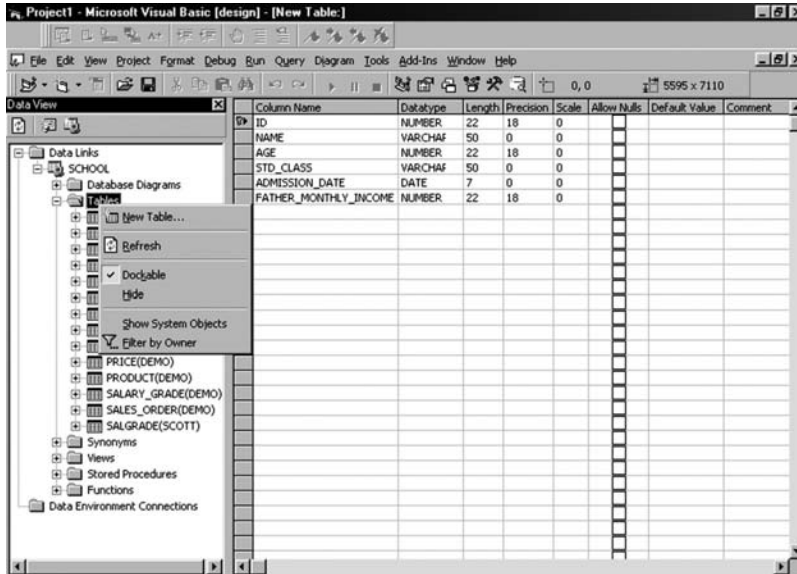 Project1 - Microsoft Visual Basic [design] - [New Table:]
File Edit View Project Format Debug Run Query Diagram Tools Add-Ins Window Help
0, 0 5595 x 7110
Data View
Data Links
SCHOOL
Database Diagrams
Tables
New Table...
Refresh
Dockable
Hide
Show System Objects
Filter by Owner
PRICE(DEMO)
PRODUCT(DEMO)
SALARY_GRADE(DEMO)
SALES_ORDER(DEMO)
SALGRADE(SCOTT)
Synonyms
Views
Stored Procedures
Functions
Data Environment Connections
Column Name Datatype Length Precision Scale Allow Nulls Default Value Comment
ID NUMBER 22 18 0
NAME VARCHAR 50 0 0
AGE NUMBER 22 18 0
STD_CLASS VARCHAR 50 0 0
ADMISSION_DATE DATE 7 0 0
FATHER_MONTHLY_INCOME NUMBER 22 18 0